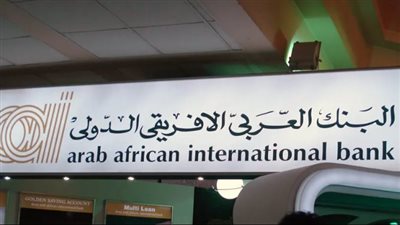 البنك العربي الافريقي الدولي
arab african international bank
GOLDEN SAVING ACCOUNT
Multi Loan